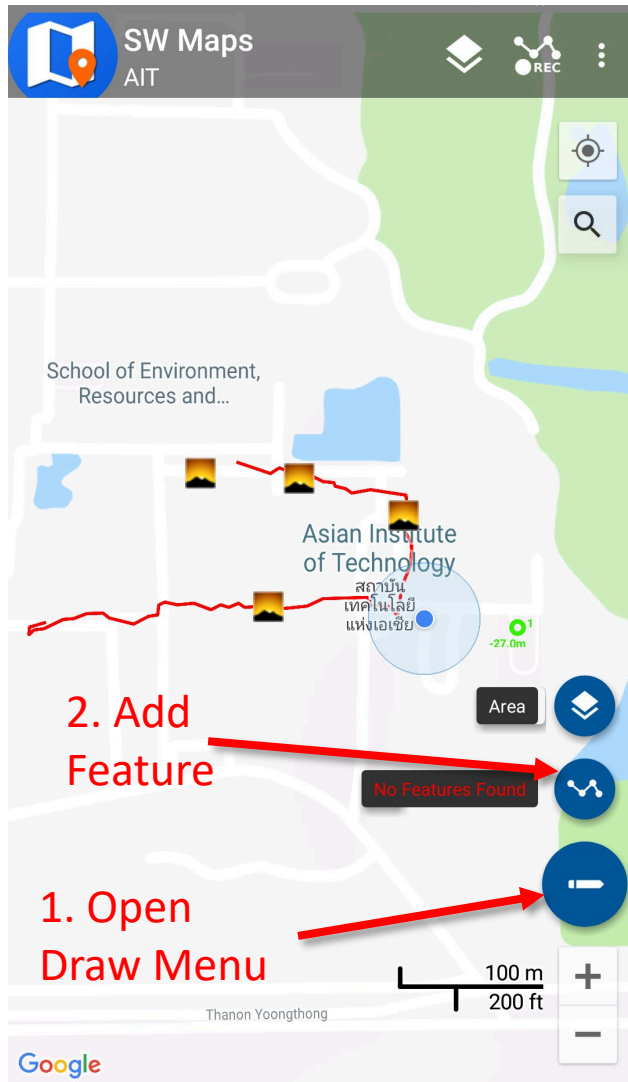 SW Maps
AIT
REC
School of Environment,
Resources and...
Asian Institute
of Technology
สถาบัน
เทคโนโลยี
แห่งเอเชีย
1
-27.0m
Area
2. Add
Feature
No Features Found
1. Open
Draw Menu
100 m
200 ft
+
−
Thanon Yoongthong
Google